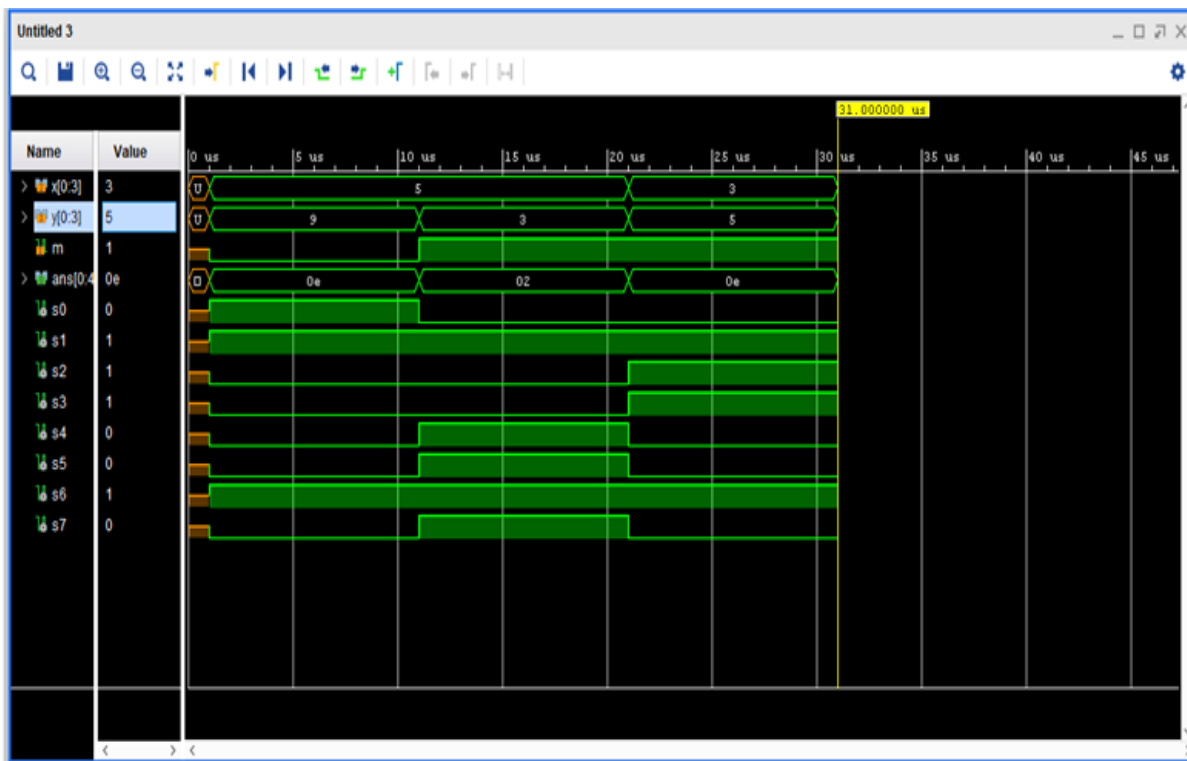 Untitled 3
31.000000 us
Name Value
0 us 5 us 10 us 15 us 20 us 25 us 30 us 35 us 40 us 45 us
x[0:3] 3 U 5 3
y[0:3] 5 U 9 3 5
m 1
ans[0:4 0e 0e 02 0e
s0 0
s1 1
s2 1
s3 1
s4 0
s5 0
s6 1
s7 0